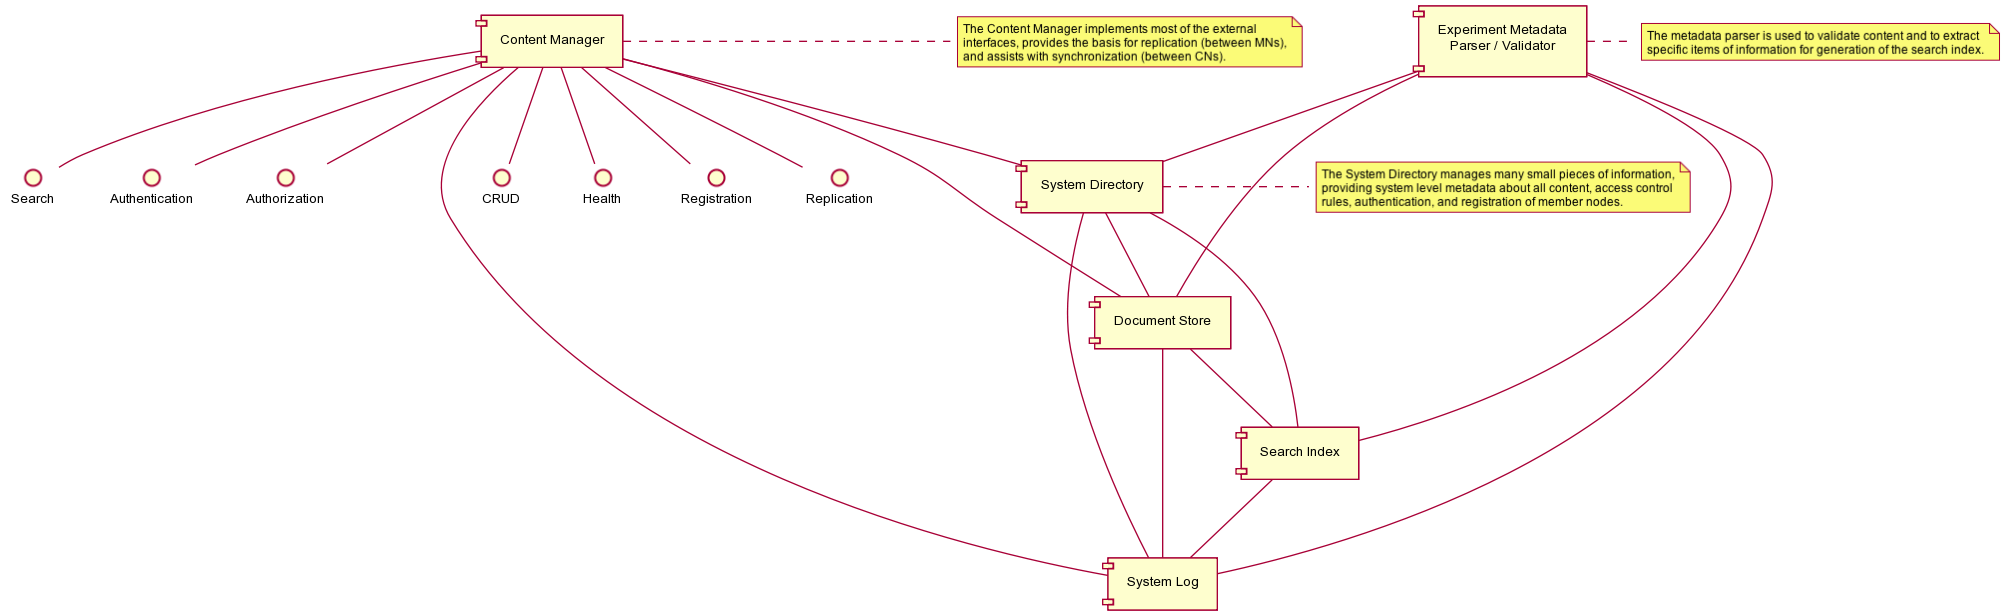 Content Manager
The Content Manager implements most of the external
interfaces, provides the basis for replication (between MNs),
and assists with synchronization (between CNs).
Experiment Metadata
Parser / Validator
The metadata parser is used to validate content and to extract
specific items of information for generation of the search index.
Search
Authentication
Authorization
CRUD
Health
Registration
Replication
System Directory
The System Directory manages many small pieces of information,
providing system level metadata about all content, access control
rules, authentication, and registration of member nodes.
Document Store
Search Index
System Log